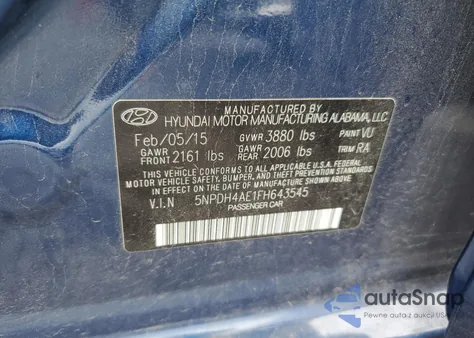 MANUFACTURED BY
HYUNDAI MOTOR MANUFACTURING ALABAMA, LLC
Feb/05/15 GVWR 3880 lbs PAINT VU
GAWR FRONT 2161 lbs GAWR REAR 2006 lbs TRIM RA
THIS VEHICLE CONFORMS TO ALL APPLICABLE U.S. FEDERAL
MOTOR VEHICLE SAFETY, BUMPER, AND THEFT PREVENTION
STANDARDS IN EFFECT ON THE DATE OF MANUFACTURE SHOWN ABOVE.
V.I.N 5NPDH4AE1FH643545
PASSENGER CAR
autaSnap
Pewne auta z aukcji w USA